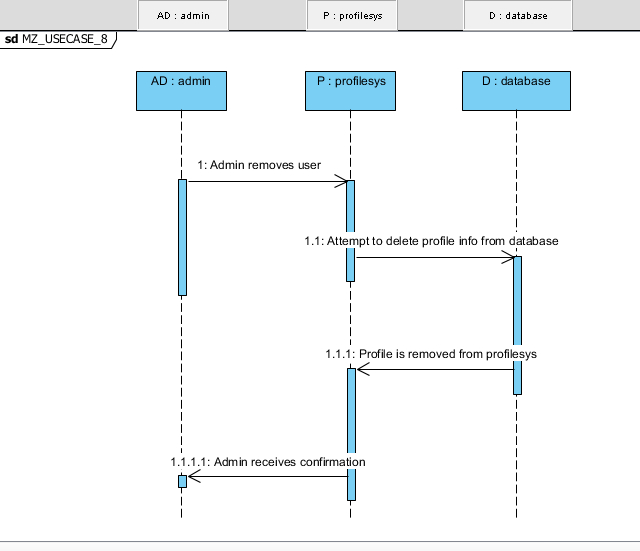 AD : admin
P : profilesys
D : database
sd MZ_USECASE_8
AD : admin
P : profilesys
D : database
1: Admin removes user
1.1: Attempt to delete profile info from database
1.1.1: Profile is removed from profilesys
1.1.1.1: Admin receives confirmation